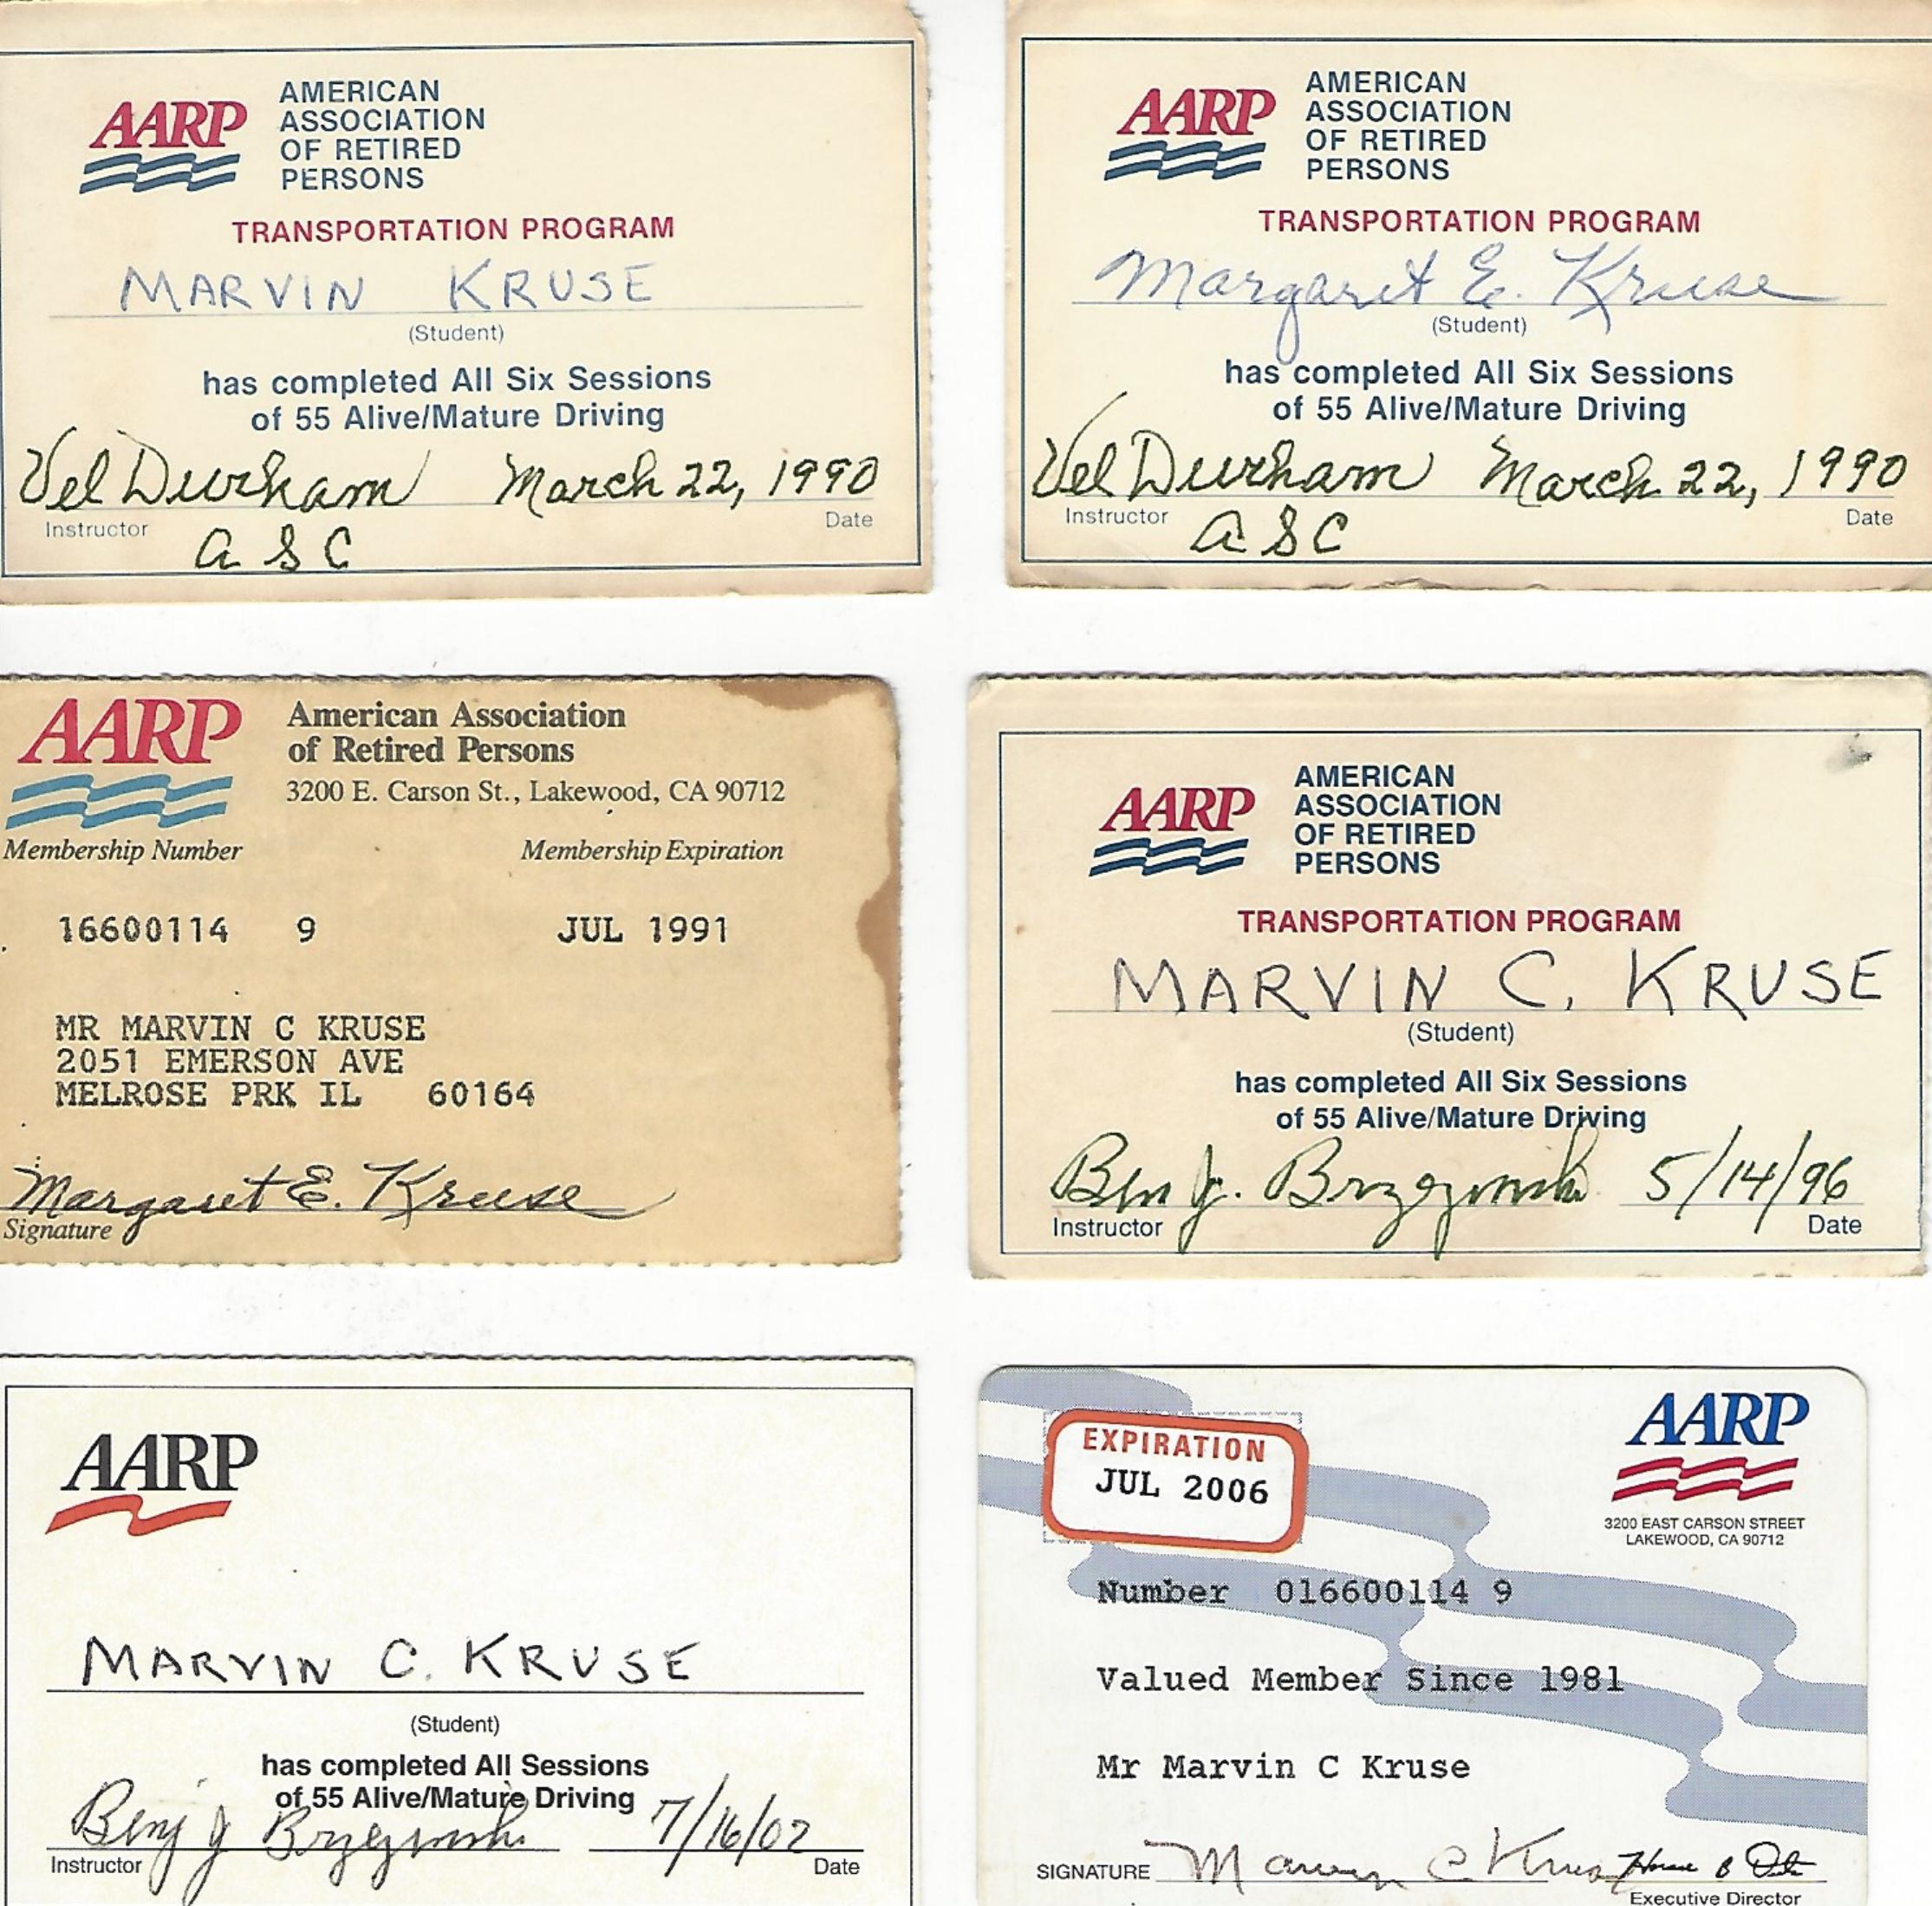 AARP
AMERICAN
ASSOCIATION
OF RETIRED
PERSONS
TRANSPORTATION PROGRAM
MARVIN KRUSE
(Student)
has completed All Six Sessions
of 55 Alive/Mature Driving
Vel Durham March 22, 1990
Instructor Date
ASC
AARP
AMERICAN
ASSOCIATION
OF RETIRED
PERSONS
TRANSPORTATION PROGRAM
Margaret E. Kruse
(Student)
has completed All Six Sessions
of 55 Alive/Mature Driving
Vel Durham March 22, 1990
Instructor Date
ASC
AARP
American Association
of Retired Persons
3200 E. Carson St., Lakewood, CA 90712
Membership Number Membership Expiration
16600114 9 JUL 1991
MR MARVIN C KRUSE
2051 EMERSON AVE
MELROSE PRK IL 60164
Margaret E. Kruse
Signature
AARP
AMERICAN
ASSOCIATION
OF RETIRED
PERSONS
TRANSPORTATION PROGRAM
MARVIN C. KRUSE
(Student)
has completed All Six Sessions
of 55 Alive/Mature Driving
Ben J. Brzezinski 5/14/96
Instructor Date
AARP
MARVIN C. KRUSE
(Student)
has completed All Sessions
of 55 Alive/Mature Driving
Benj J Brzezinski 7/16/02
Instructor Date
EXPIRATION
JUL 2006
AARP
3200 EAST CARSON STREET
LAKEWOOD, CA 90712
Number 016600114 9
Valued Member Since 1981
Mr Marvin C Kruse
SIGNATURE Marvin C Kruse
Executive Director